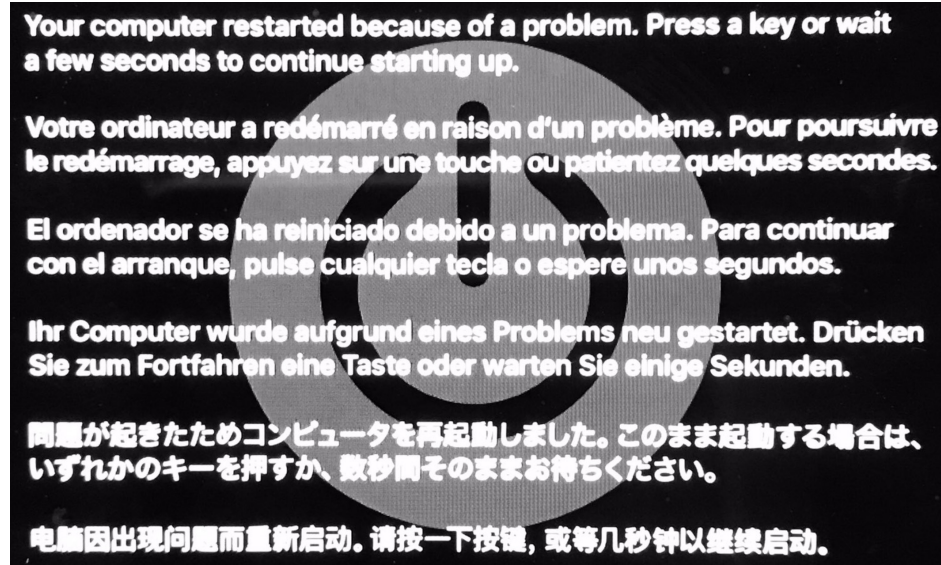 Your computer restarted because of a problem. Press a key or wait
a few seconds to continue starting up.
Votre ordinateur a redémarré en raison d'un problème. Pour poursuivre
le redémarrage, appuyez sur une touche ou patientez quelques secondes.
El ordenador se ha reiniciado debido a un problema. Para continuar
con el arranque, pulse cualquier tecla o espere unos segundos.
Ihr Computer wurde aufgrund eines Problems neu gestartet. Drücken
Sie zum Fortfahren eine Taste oder warten Sie einige Sekunden.
問題が起きたためコンピュータを再起動しました。このまま起動する場合は、
いずれかのキーを押すか、数秒間そのままお待ちください。
电脑因出现问题而重新启动。请按一下按键，或等几秒钟以继续启动。